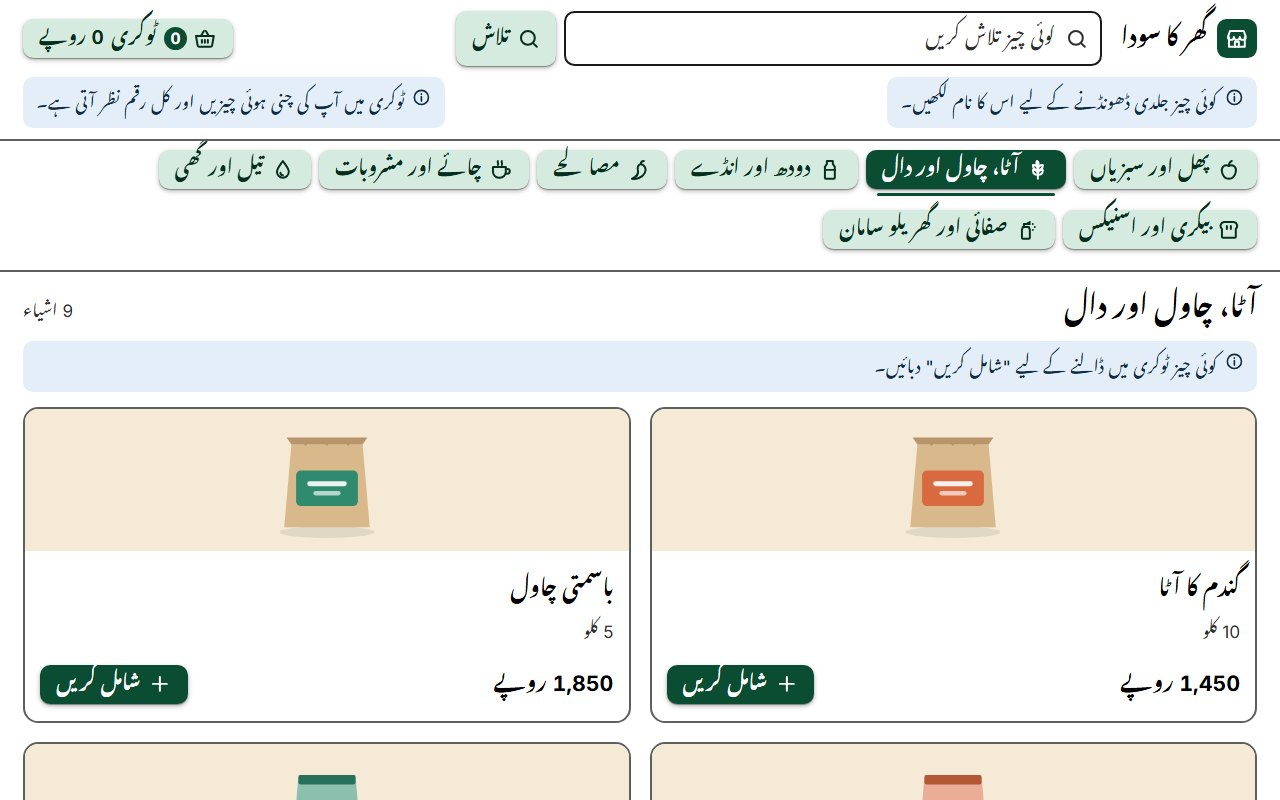 گھر کا سودا
کوئی چیز تلاش کریں
تلاش
ٹوکری 0 0 روپے
کوئی چیز جلدی ڈھونڈنے کے لیے اس کا نام لکھیں۔
ٹوکری میں آپ کی چنی ہوئی چیزیں اور کل رقم نظر آتی ہے۔
پھل اور سبزیاں
آٹا، چاول اور دال
دودھ اور انڈے
مصالحے
چائے اور مشروبات
تیل اور گھی
بیکری اور اسنیکس
صفائی اور گھریلو سامان
آٹا، چاول اور دال
9 اشیاء
کوئی چیز ٹوکری میں ڈالنے کے لیے "شامل کریں" دبائیں۔
گندم کا آٹا
10 کلو
1,450 روپے
شامل کریں
باسمتی چاول
5 کلو
1,850 روپے
شامل کریں